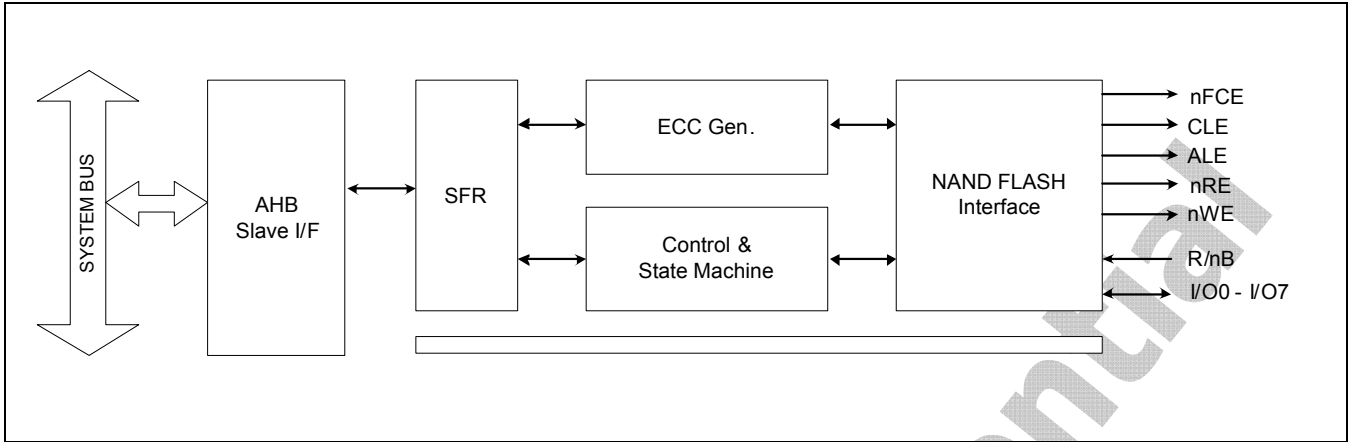 SYSTEM BUS
AHB
Slave I/F
SFR
ECC Gen.
Control &
State Machine
NAND FLASH
Interface
nFCE
CLE
ALE
nRE
nWE
R/nB
I/O0 - I/O7
ential